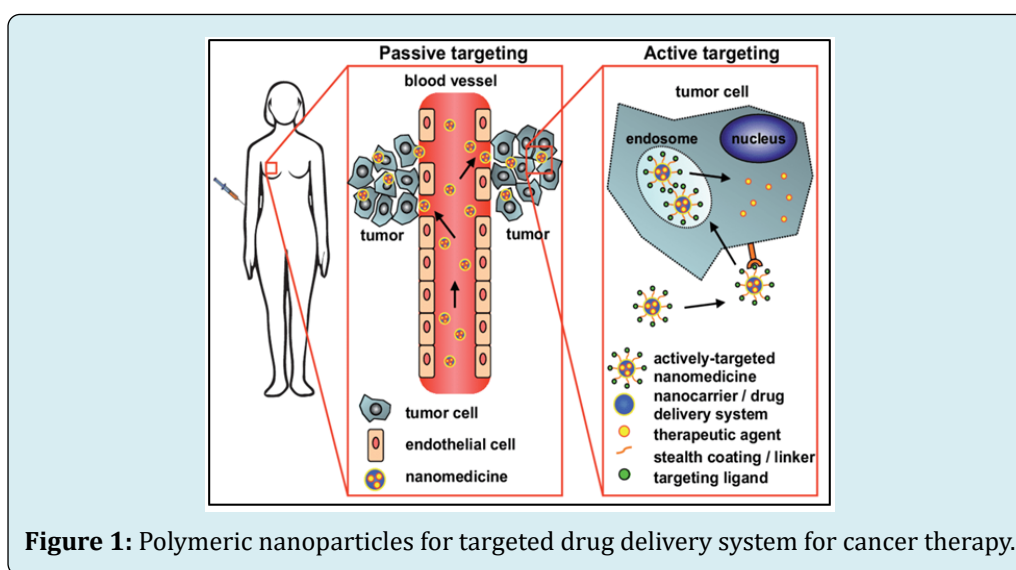 Passive targeting
blood vessel
tumor
tumor
tumor cell
endothelial cell
nanomedicine
Active targeting
tumor cell
endosome
nucleus
actively-targeted
nanomedicine
nanocarrier / drug
delivery system
therapeutic agent
stealth coating / linker
targeting ligand
Figure 1: Polymeric nanoparticles for targeted drug delivery system for cancer therapy.